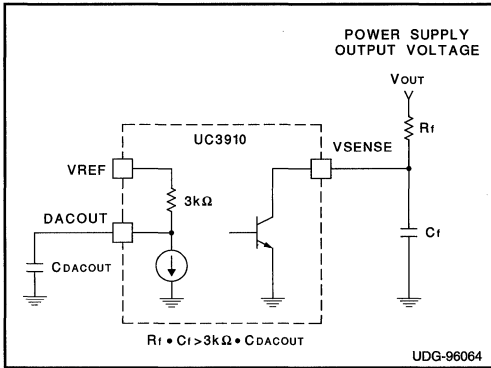 POWER SUPPLY
OUTPUT VOLTAGE
VOUT
Rf
UC3910
VSENSE
VREF
3kΩ
DACOUT
Cf
CDACOUT
Rf • Cf > 3kΩ • CDACOUT
UDG-96064